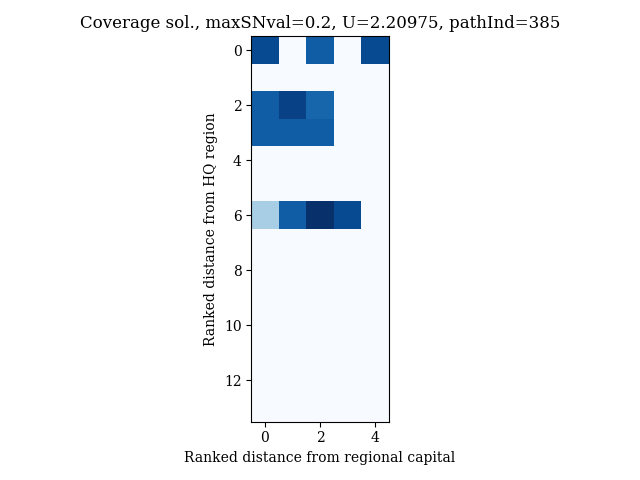 Coverage sol., maxSNval=0.2, U=2.20975, pathInd=385
Ranked distance from HQ region
0
2
4
6
8
10
12
0 2 4
Ranked distance from regional capital